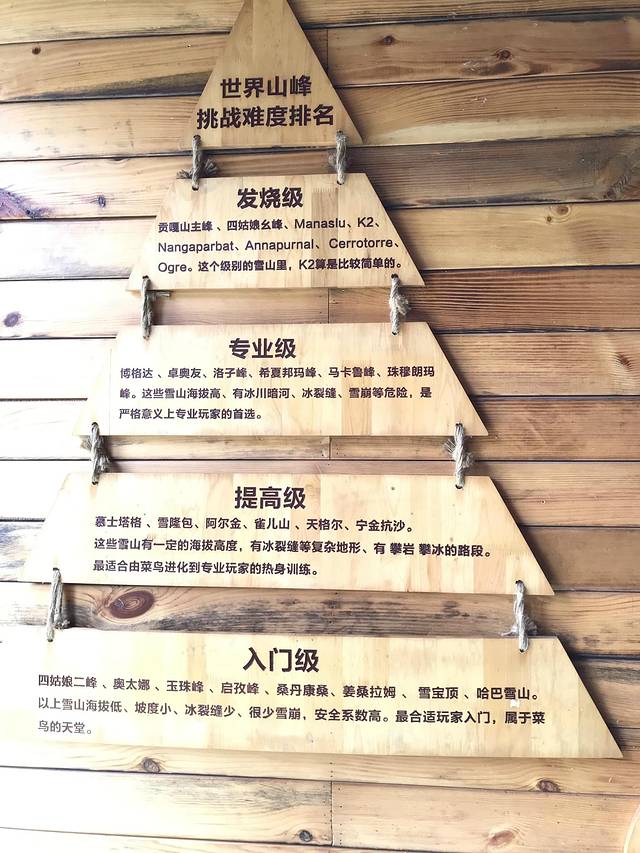 世界山峰
挑战难度排名
发烧级
贡嘎山主峰 、四姑娘幺峰、Manaslu、K2、
Nangaparbat、Annapurnal、Cerrotorre、
Ogre。这个级别的雪山里，K2算是比较简单的。
专业级
博格达 、卓奥友、洛子峰、希夏邦玛峰、马卡鲁峰、珠穆朗玛
峰。这些雪山海拔高、有冰川暗河、冰裂缝、雪崩等危险，是
严格意义上专业玩家的首选。
提高级
慕士塔格 、雪隆包、阿尔金、雀儿山 、天格尔、宁金抗沙。
这些雪山有一定的海拔高度，有冰裂缝等复杂地形、有 攀岩 攀冰的路段。
最适合由菜鸟进化到专业玩家的热身训练。
入门级
四姑娘二峰 、奥太娜 、玉珠峰 、启孜峰 、桑丹康桑、姜桑拉姆 、雪宝顶 、哈巴雪山。
以上雪山海拔低、坡度小、冰裂缝少、很少雪崩，安全系数高。最合适玩家入门，属于菜
鸟的天堂。